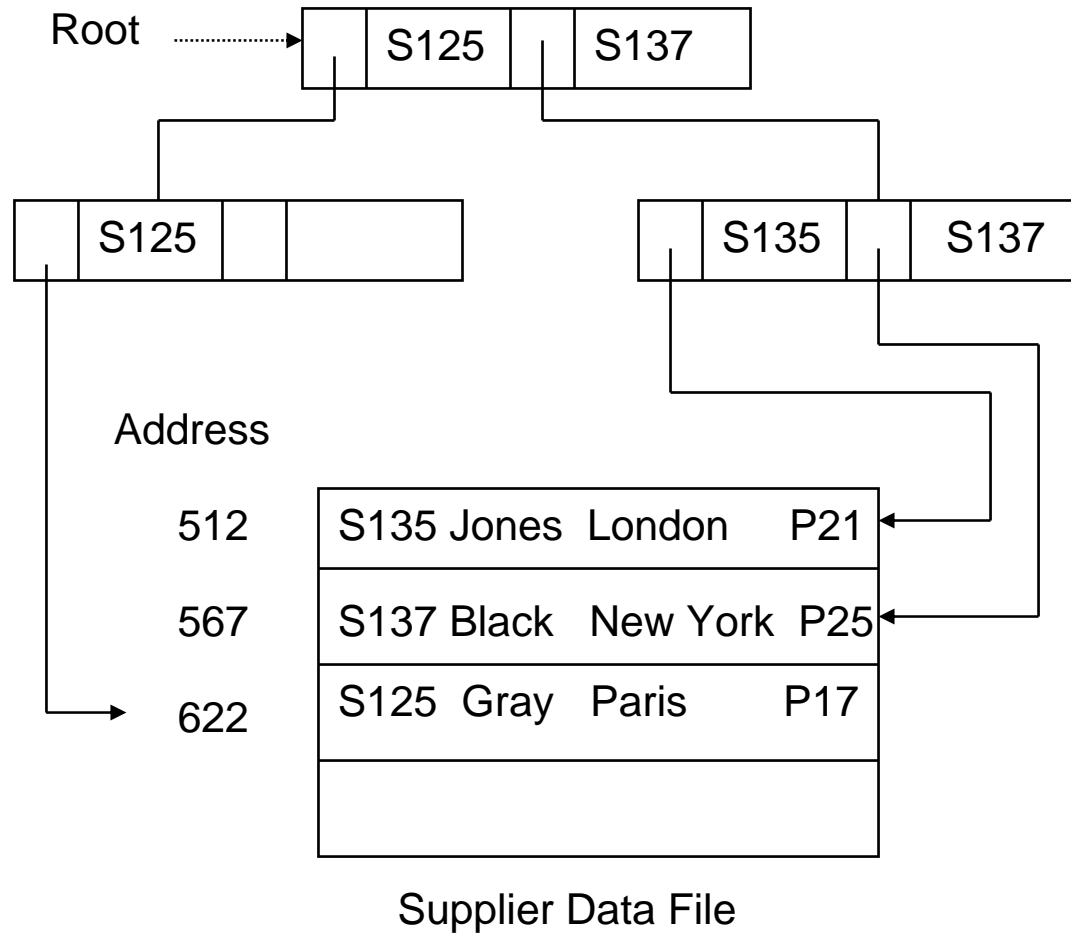 Root S125 S137
S125 S135 S137
Address
512 S135 Jones London P21
567 S137 Black New York P25
622 S125 Gray Paris P17
Supplier Data File